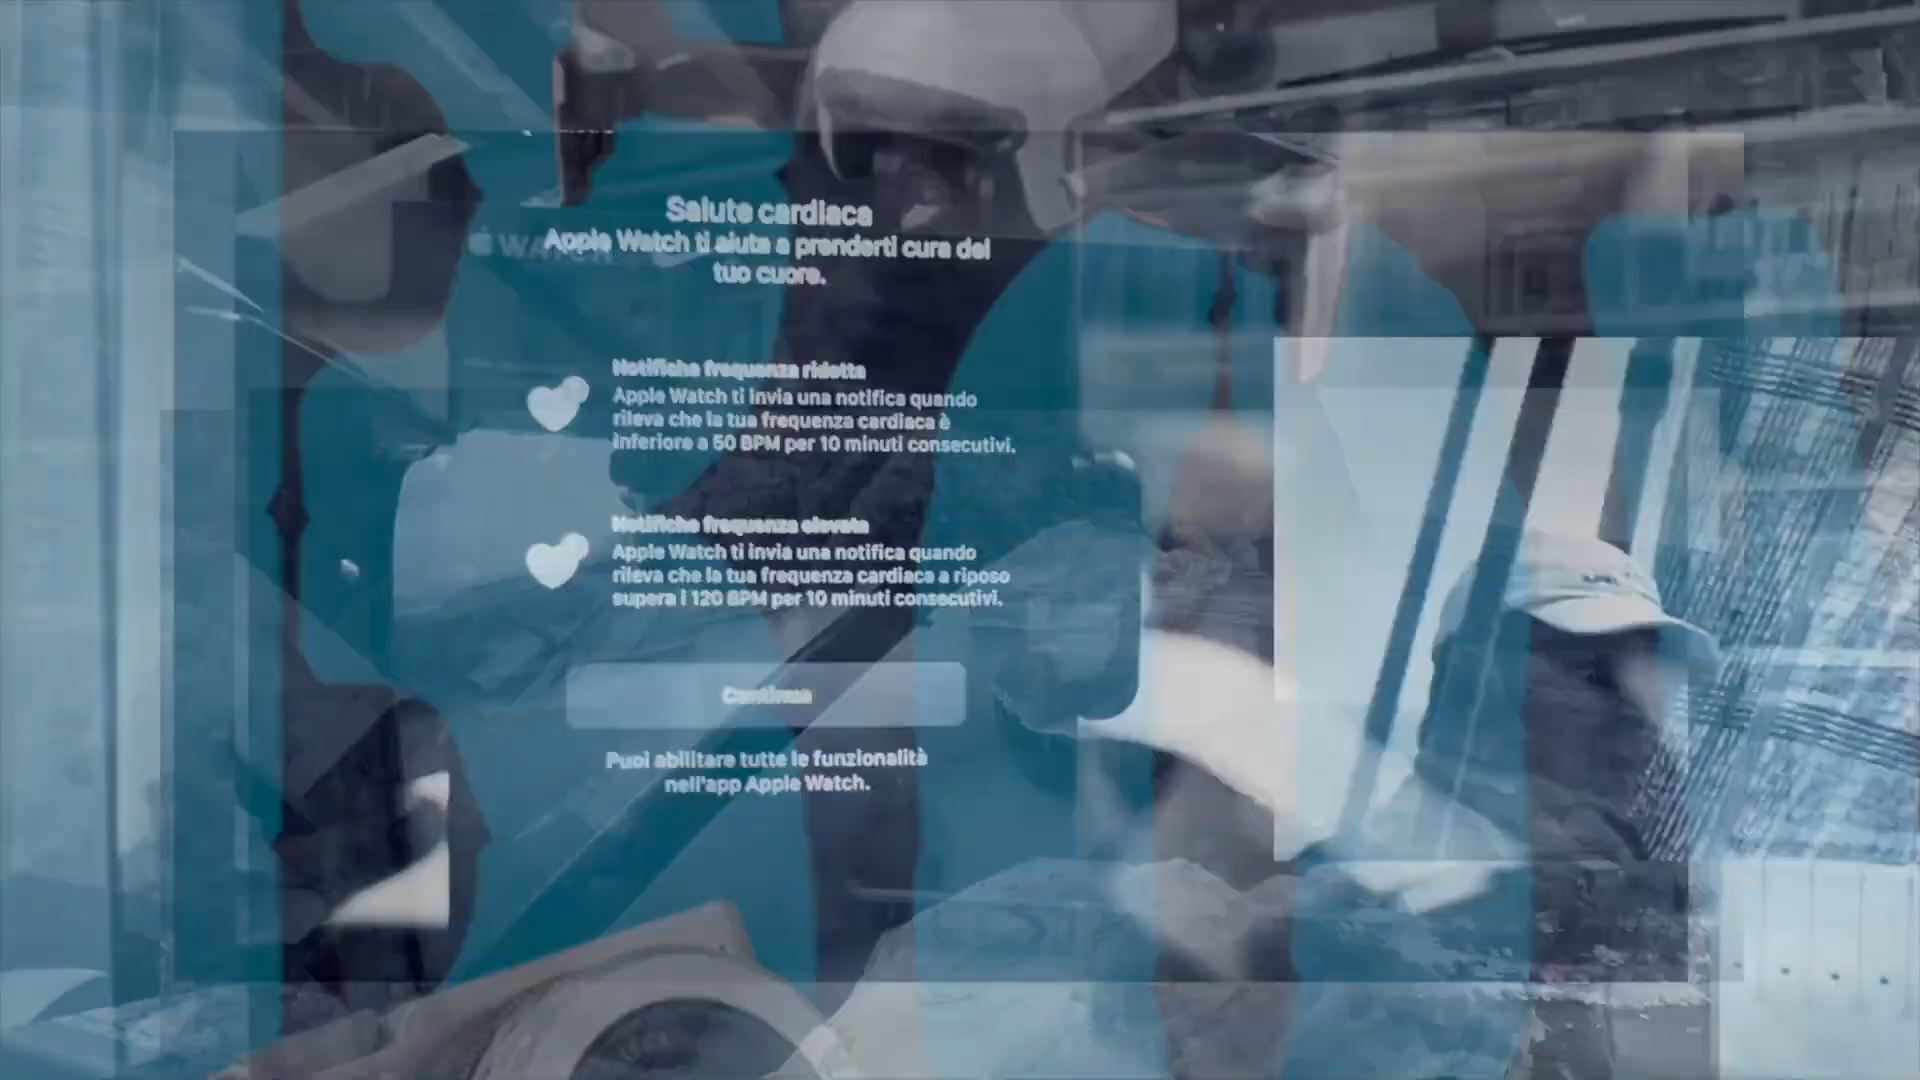 Salute cardiaca
Apple Watch ti aiuta a prenderti cura del
tuo cuore.
Notifiche frequenza ridotta
Apple Watch ti invia una notifica quando
rileva che la tua frequenza cardiaca è
inferiore a 50 BPM per 10 minuti consecutivi.
Notifiche frequenza elevata
Apple Watch ti invia una notifica quando
rileva che la tua frequenza cardiaca a riposo
supera i 120 BPM per 10 minuti consecutivi.
Continua
Puoi abilitare tutte le funzionalità
nell'app Apple Watch.